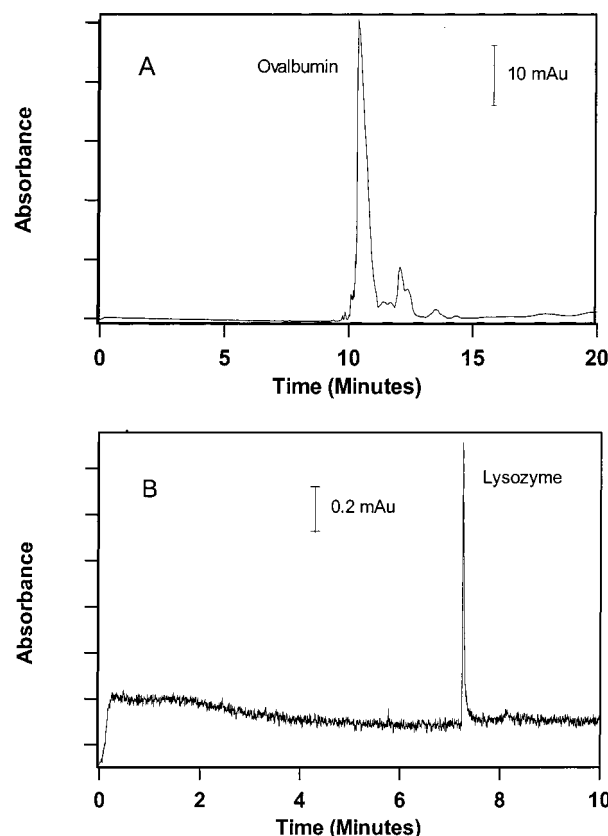 A
Ovalbumin
10 mAu
Absorbance
0 5 10 15 20
Time (Minutes)
B
Lysozyme
0.2 mAu
Absorbance
0 2 4 6 8 10
Time (Minutes)